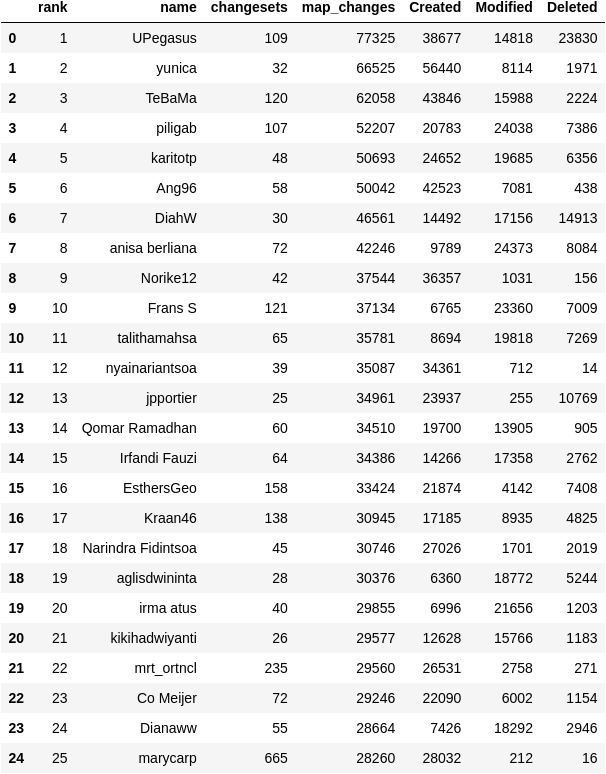 rank name changesets map_changes Created Modified Deleted
0 1 UPegasus 109 77325 38677 14818 23830
1 2 yunica 32 66525 56440 8114 1971
2 3 TeBaMa 120 62058 43846 15988 2224
3 4 piligab 107 52207 20783 24038 7386
4 5 karitotp 48 50693 24652 19685 6356
5 6 Ang96 58 50042 42523 7081 438
6 7 DiahW 30 46561 14492 17156 14913
7 8 anisa berliana 72 42246 9789 24373 8084
8 9 Norike12 42 37544 36357 1031 156
9 10 Frans S 121 37134 6765 23360 7009
10 11 talithamahsa 65 35781 8694 19818 7269
11 12 nyainariantsoa 39 35087 34361 712 14
12 13 jpportier 25 34961 23937 255 10769
13 14 Qomar Ramadhan 60 34510 19700 13905 905
14 15 Irfandi Fauzi 64 34386 14266 17358 2762
15 16 EsthersGeo 158 33424 21874 4142 7408
16 17 Kraan46 138 30945 17185 8935 4825
17 18 Narindra Fidintsoa 45 30746 27026 1701 2019
18 19 aglisdwininta 28 30376 6360 18772 5244
19 20 irma atus 40 29855 6996 21656 1203
20 21 kikihadwiyanti 26 29577 12628 15766 1183
21 22 mrt_ortncl 235 29560 26531 2758 271
22 23 Co Meijer 72 29246 22090 6002 1154
23 24 Dianaww 55 28664 7426 18292 2946
24 25 marycarp 665 28260 28032 212 16